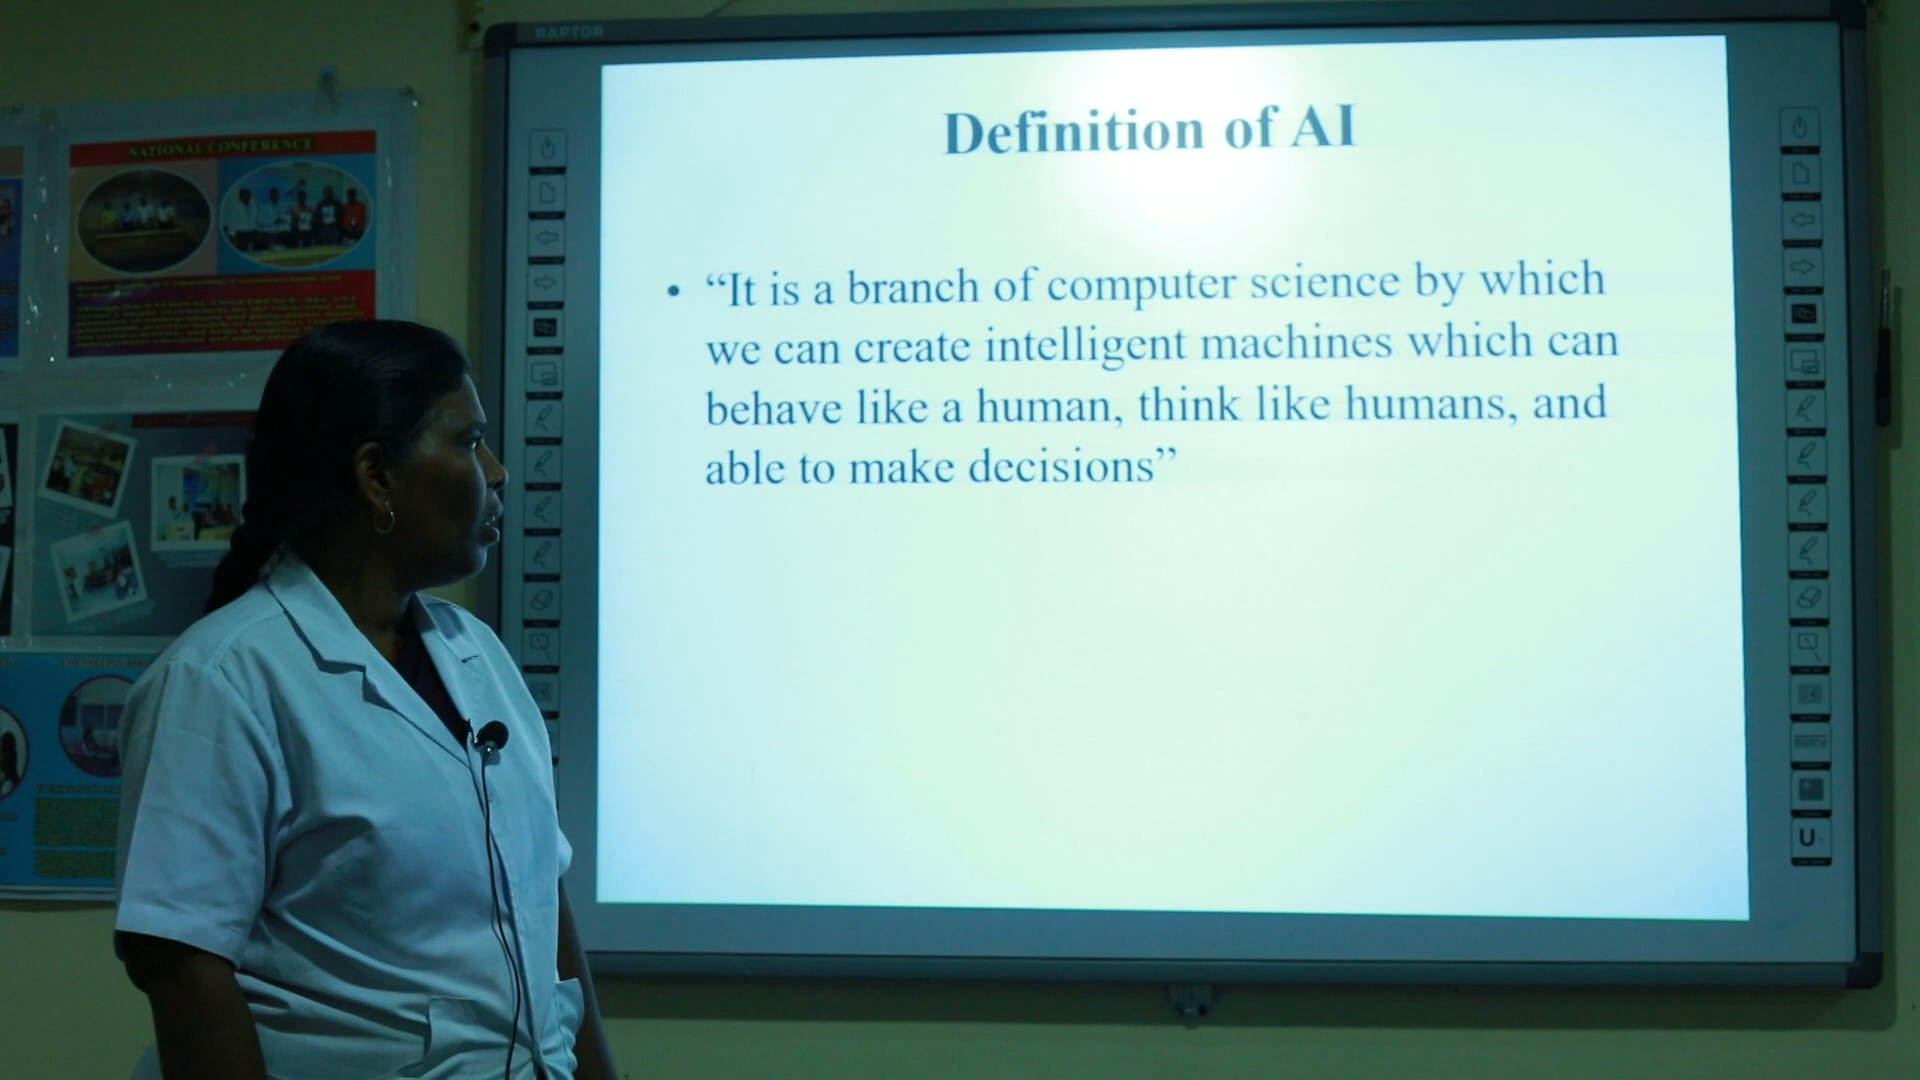 RAPTOR
NATIONAL CONFERENCE
Definition of AI
• “It is a branch of computer science by which
we can create intelligent machines which can
behave like a human, think like humans, and
able to make decisions”